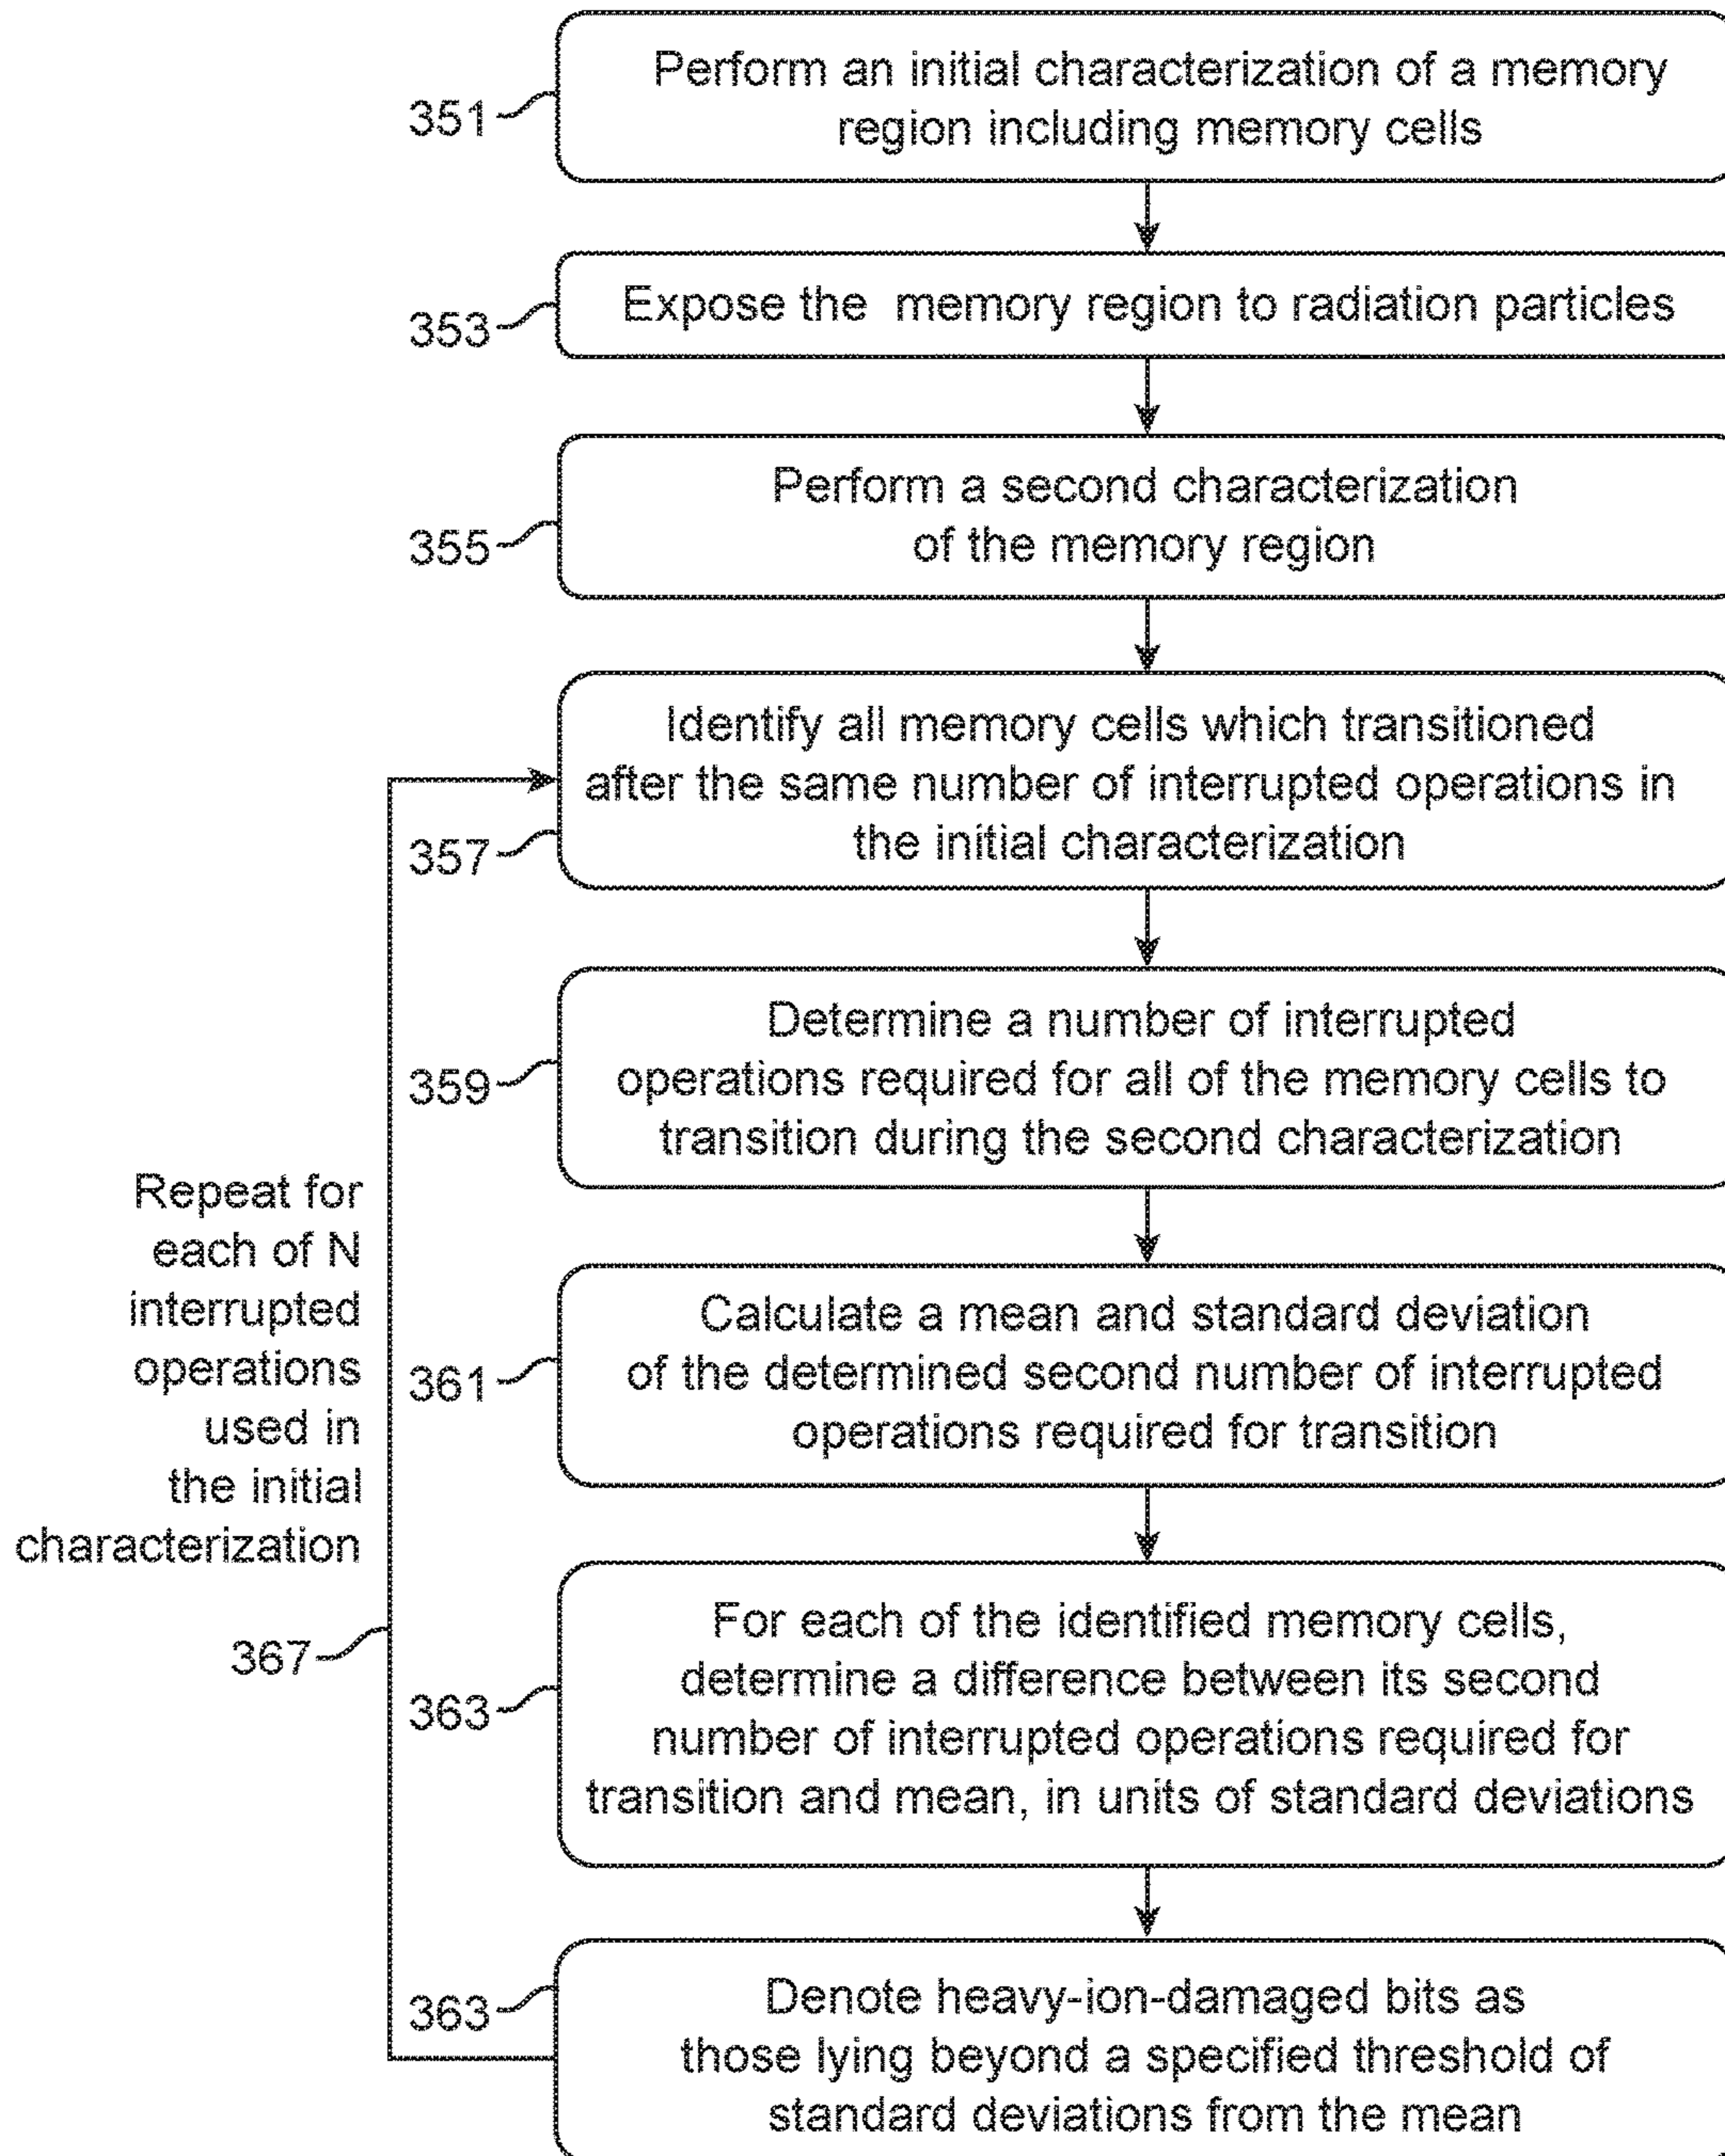 351
Perform an initial characterization of a memory
region including memory cells
353
Expose the memory region to radiation particles
355
Perform a second characterization
of the memory region
357
Identify all memory cells which transitioned
after the same number of interrupted operations in
the initial characterization
359
Determine a number of interrupted
operations required for all of the memory cells to
transition during the second characterization
361
Calculate a mean and standard deviation
of the determined second number of interrupted
operations required for transition
363
For each of the identified memory cells,
determine a difference between its second
number of interrupted operations required for
transition and mean, in units of standard deviations
363
Denote heavy-ion-damaged bits as
those lying beyond a specified threshold of
standard deviations from the mean
Repeat for
each of N
interrupted
operations
used in
the initial
characterization
367